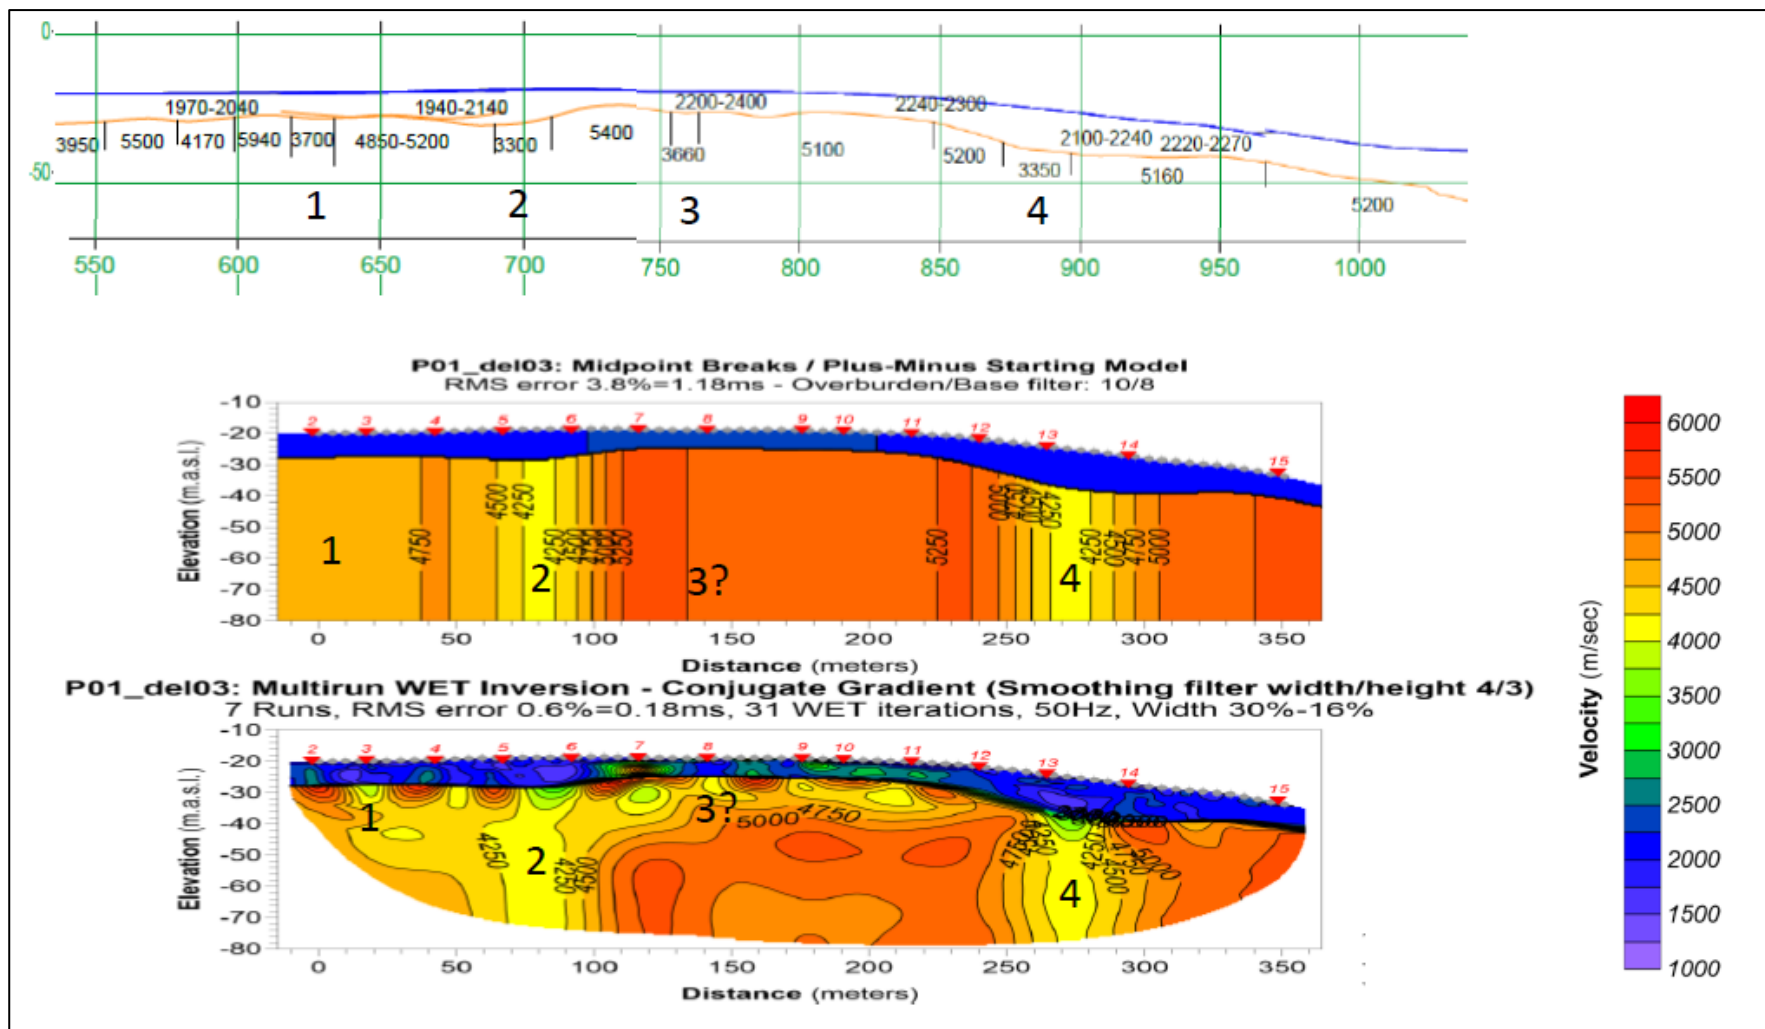 0
1970-2040 1940-2140 2200-2400 2240-2300 2100-2240 2220-2270
3950 5500 4170 5940 3700 4850-5200 3300 5400 3660 5100 5200 3350 5160 5200
-50
1 2 3 4
550 600 650 700 750 800 850 900 950 1000
P01_del03: Midpoint Breaks / Plus-Minus Starting Model
RMS error 3.8%=1.18ms - Overburden/Base filter: 10/8
-10
-20
-30
-40
-50
-60
-70
-80
Elevation (m.a.s.l.)
2 3 4 5 6 7 8 9 10 11 12 13 14 15
4500 4250 5000 4500 4250
4750 4250 4500 5250 5250 4250 4500 4750 5000
1 2 3? 4
0 50 100 150 200 250 300 350
Distance (meters)
P01_del03: Multirun WET Inversion - Conjugate Gradient (Smoothing filter width/height 4/3)
7 Runs, RMS error 0.6%=0.18ms, 31 WET iterations, 50Hz, Width 30%-16%
-10
-20
-30
-40
-50
-60
-70
-80
Elevation (m.a.s.l.)
2 3 4 5 6 7 8 9 10 11 12 13 14 15
1 2 3? 4
4250 4250 4500 5000 4750 4750 4250 4250 4500 5000
0 50 100 150 200 250 300 350
Distance (meters)
6000
5500
5000
4500
4000
3500
3000
2500
2000
1500
1000
Velocity (m/sec)